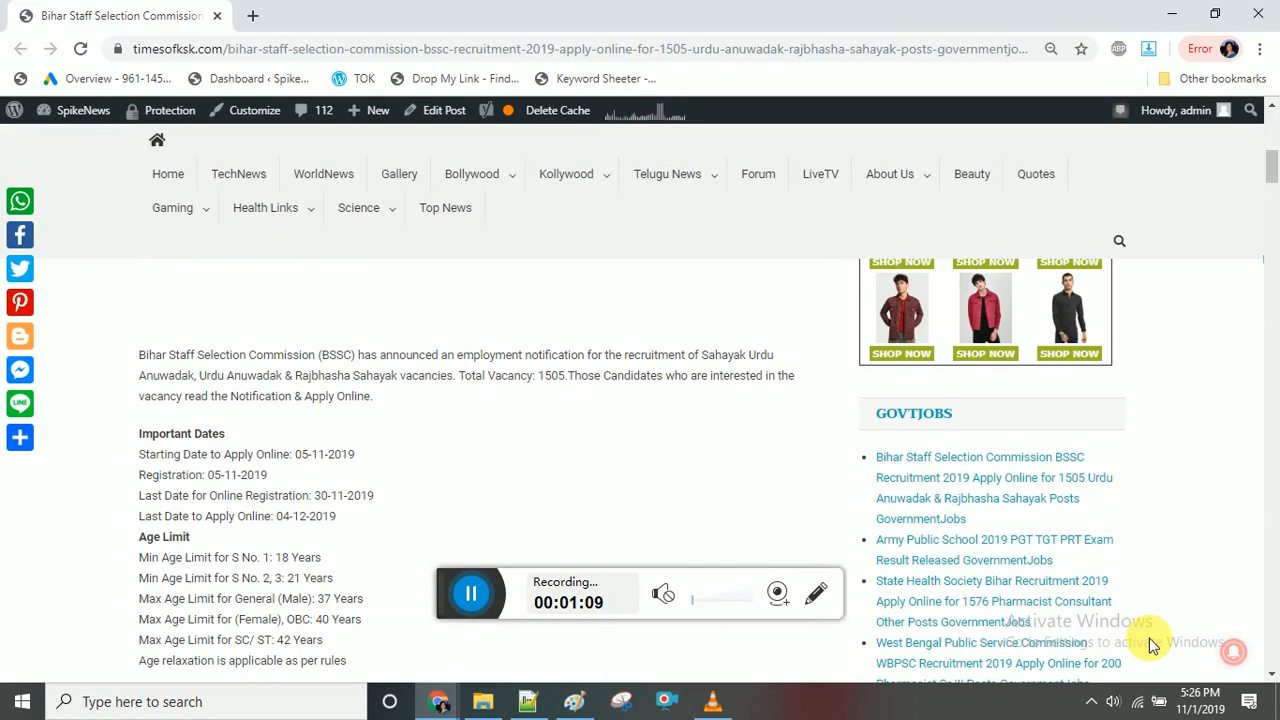 Bihar Staff Selection Commission
timesofksk.com/bihar-staff-selection-commission-bssc-recruitment-2019-apply-online-for-1505-urdu-anuwadak-rajbhasha-sahayak-posts-governmentjo...
ABP
Error
Overview - 961-145...
Dashboard ‹ Spike...
TOK
Drop My Link - Find...
Keyword Sheeter -...
Other bookmarks
SpikeNews
Protection
Customize
112
New
Edit Post
Delete Cache
Howdy, admin
Home TechNews WorldNews Gallery Bollywood Kollywood Telugu News Forum LiveTV About Us Beauty Quotes
Gaming Health Links Science Top News
SHOP NOW SHOP NOW SHOP NOW
SHOP NOW SHOP NOW SHOP NOW
Bihar Staff Selection Commission (BSSC) has announced an employment notification for the recruitment of Sahayak Urdu
Anuwadak, Urdu Anuwadak & Rajbhasha Sahayak vacancies. Total Vacancy: 1505.Those Candidates who are interested in the
vacancy read the Notification & Apply Online.
Important Dates
Starting Date to Apply Online: 05-11-2019
Registration: 05-11-2019
Last Date for Online Registration: 30-11-2019
Last Date to Apply Online: 04-12-2019
Age Limit
Min Age Limit for S No. 1: 18 Years
Min Age Limit for S No. 2, 3: 21 Years
Max Age Limit for General (Male): 37 Years
Max Age Limit for (Female), OBC: 40 Years
Max Age Limit for SC/ ST: 42 Years
Age relaxation is applicable as per rules
GOVTJOBS
Bihar Staff Selection Commission BSSC
Recruitment 2019 Apply Online for 1505 Urdu
Anuwadak & Rajbhasha Sahayak Posts
GovernmentJobs
Army Public School 2019 PGT TGT PRT Exam
Result Released GovernmentJobs
State Health Society Bihar Recruitment 2019
Apply Online for 1576 Pharmacist Consultant
Other Posts GovernmentJobs
West Bengal Public Service Commission
WBPSC Recruitment 2019 Apply Online for 200
Pharmacist Gr III Posts GovernmentJobs
Recording...
00:01:09
Activate Windows
Go to Settings to activate Windows.
Type here to search
5:26 PM
11/1/2019